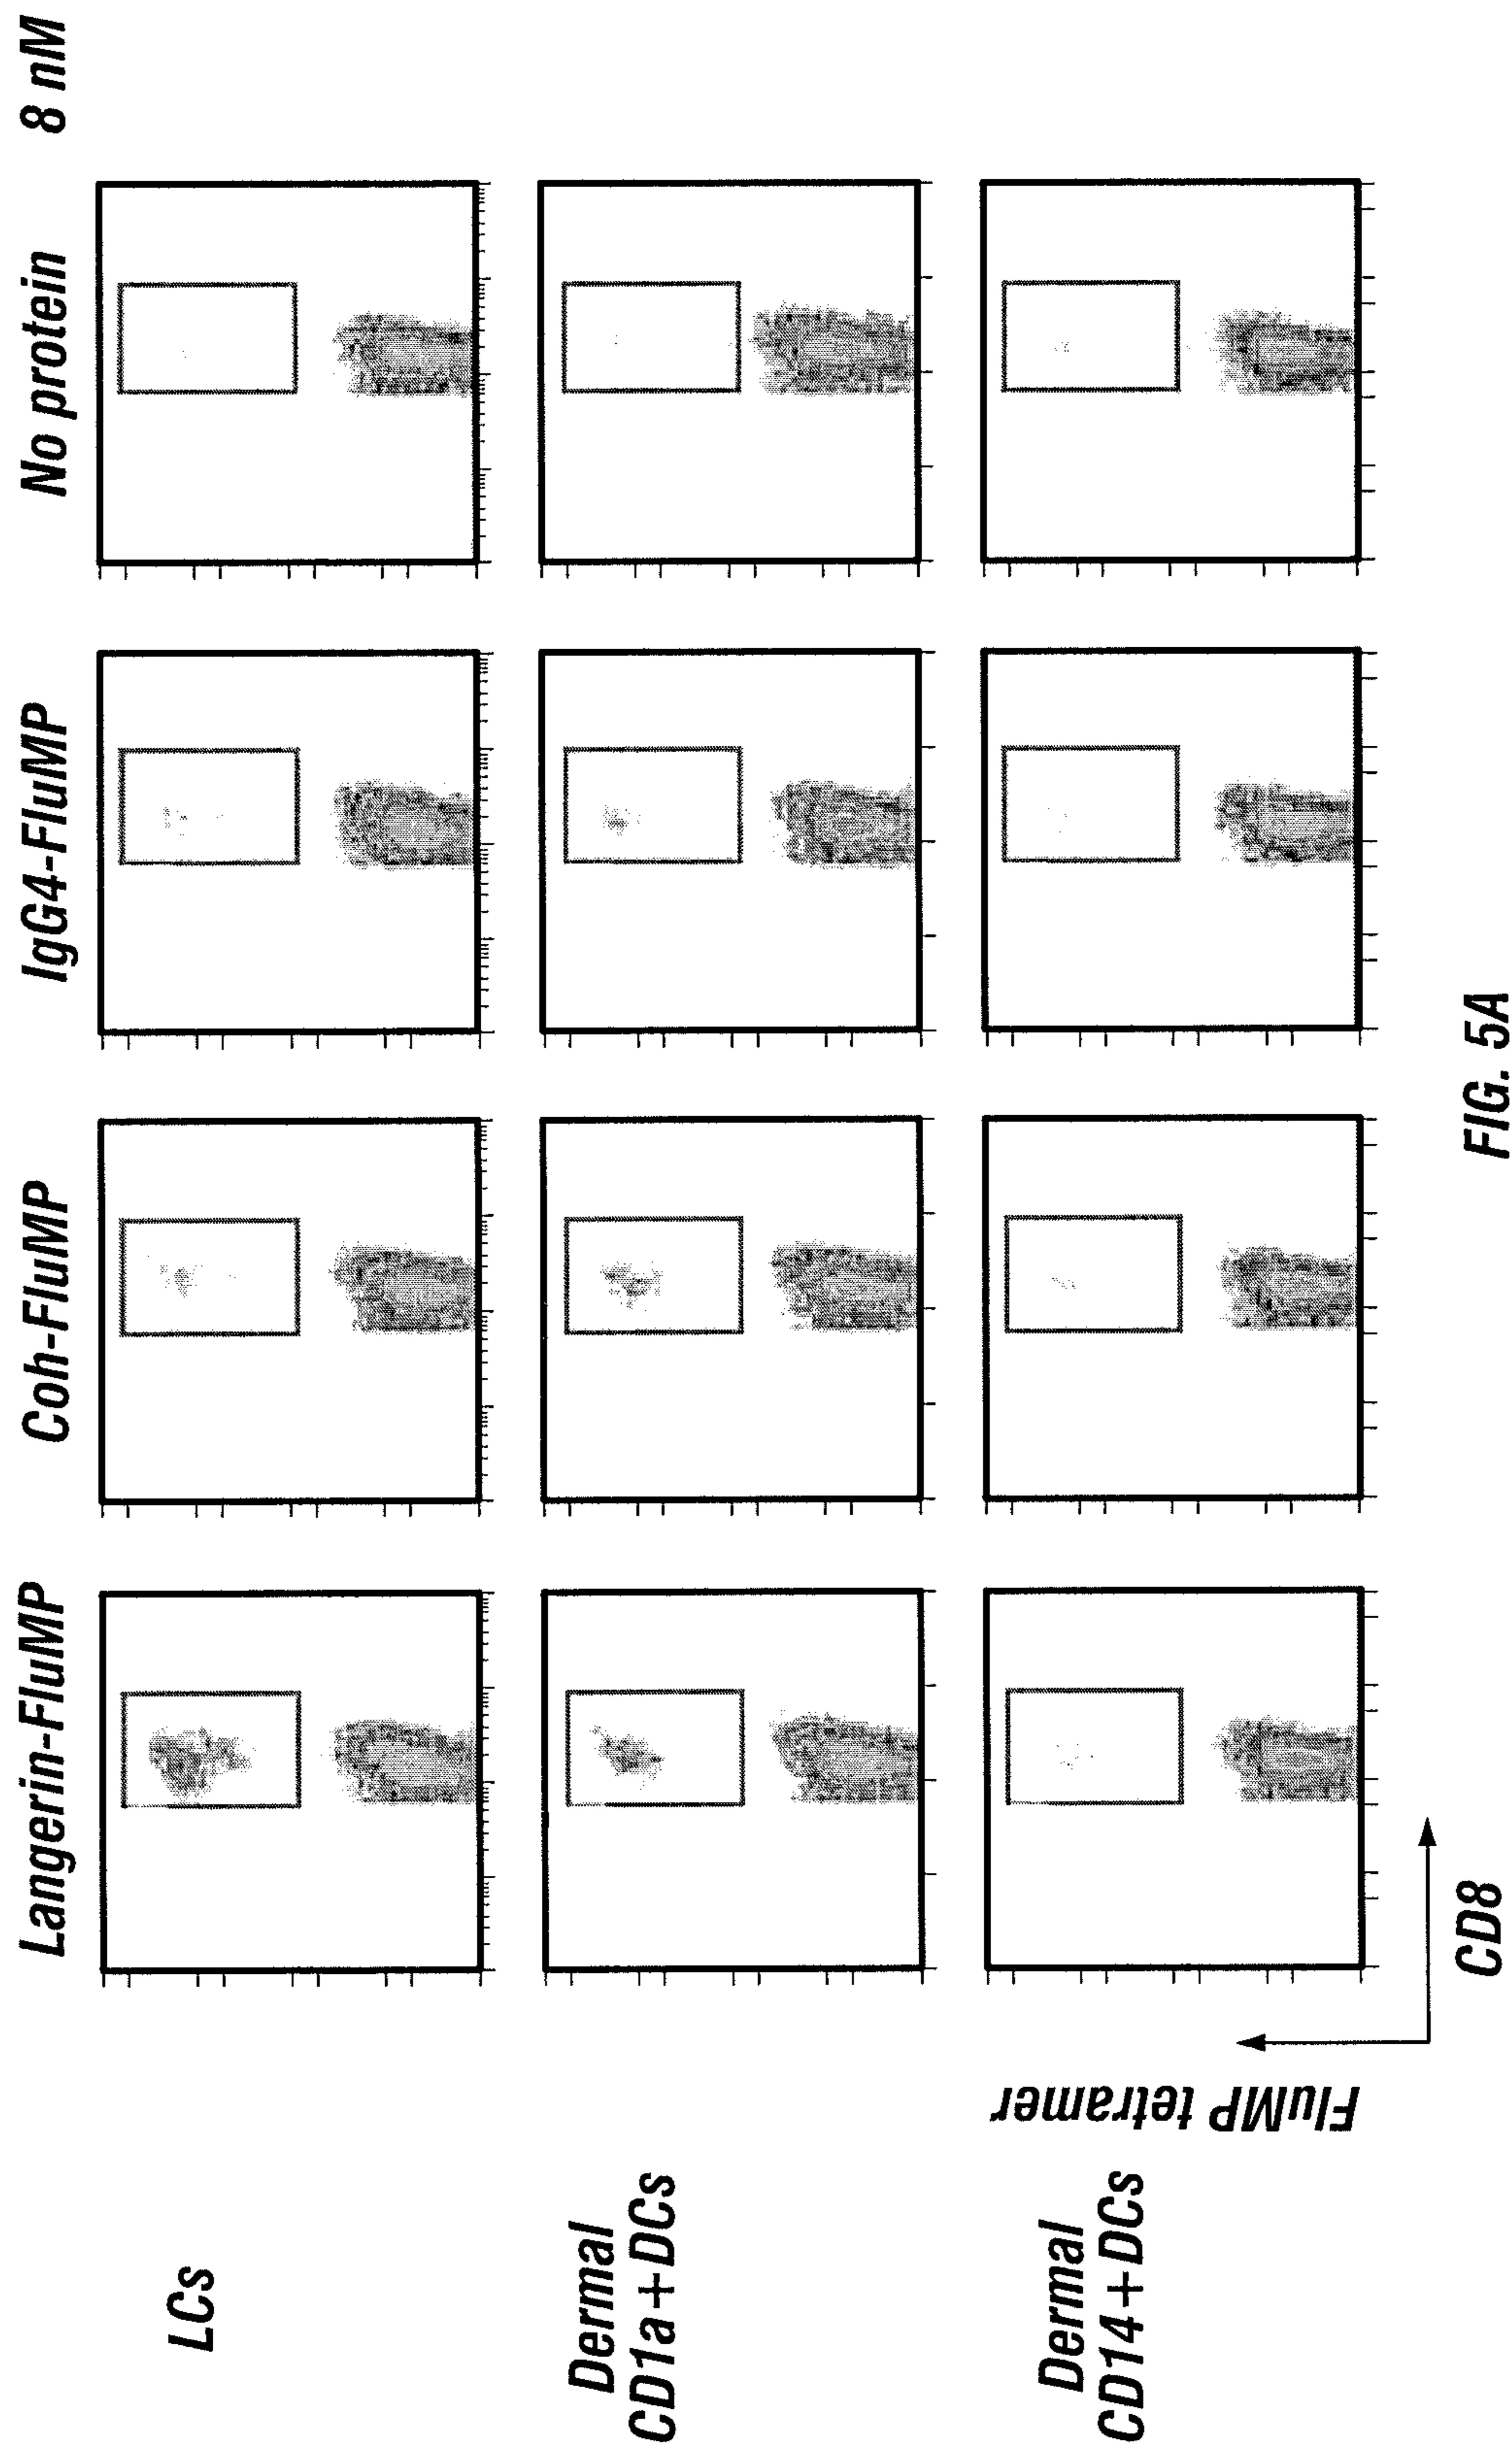 8 nM
Langerin-FluMP
Coh-FluMP
IgG4-FluMP
No protein
LCs
Dermal
CD1a+DCs
Dermal
CD14+DCs
FluMP tetramer
CD8
FIG. 5A